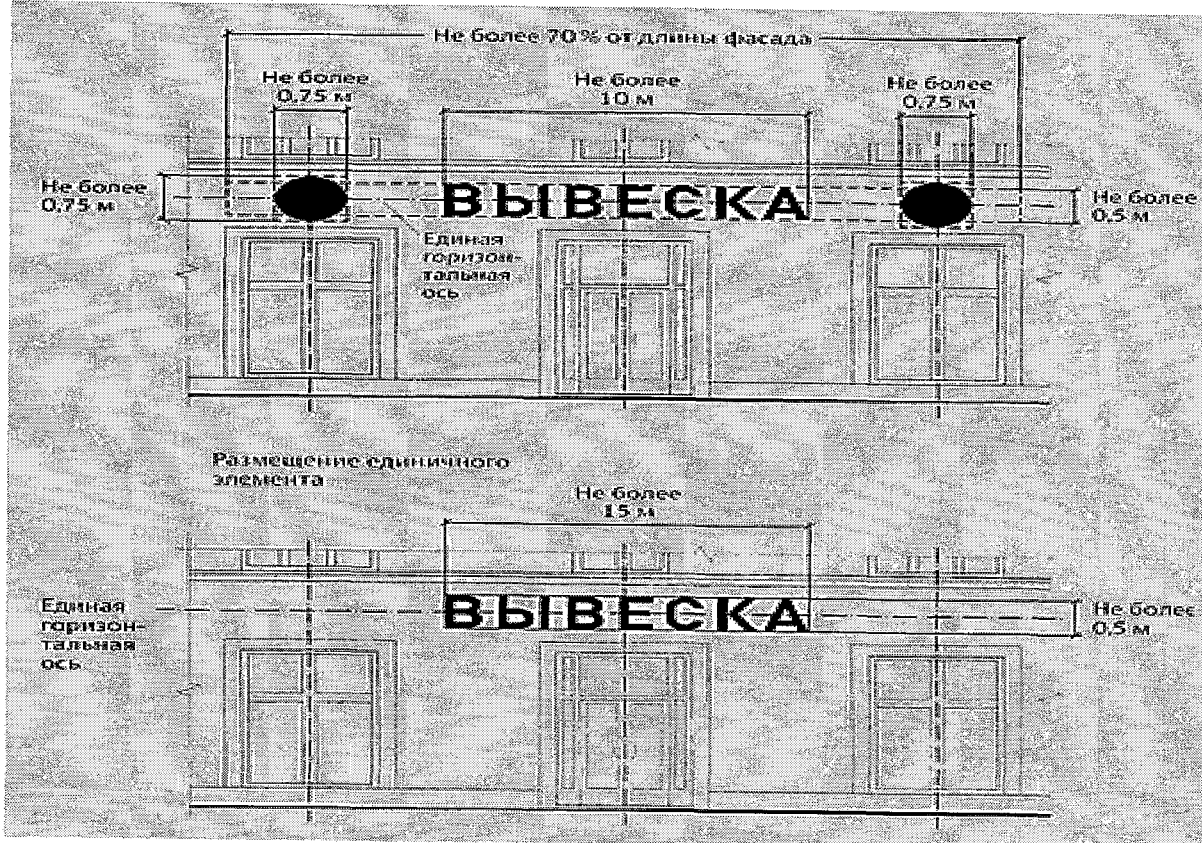 Не более 70% от длины фасада
Не более
0,75 м
Не более
10 м
Не более
0,75 м
Не более
0,75 м
ВЫВЕСКА
Не более
0,5 м
Единая
горизон-
тальная
ось
Размещение единичного
элемента
Не более
15 м
Единая
горизон-
тальная
ось
ВЫВЕСКА
Не более
0,5 м